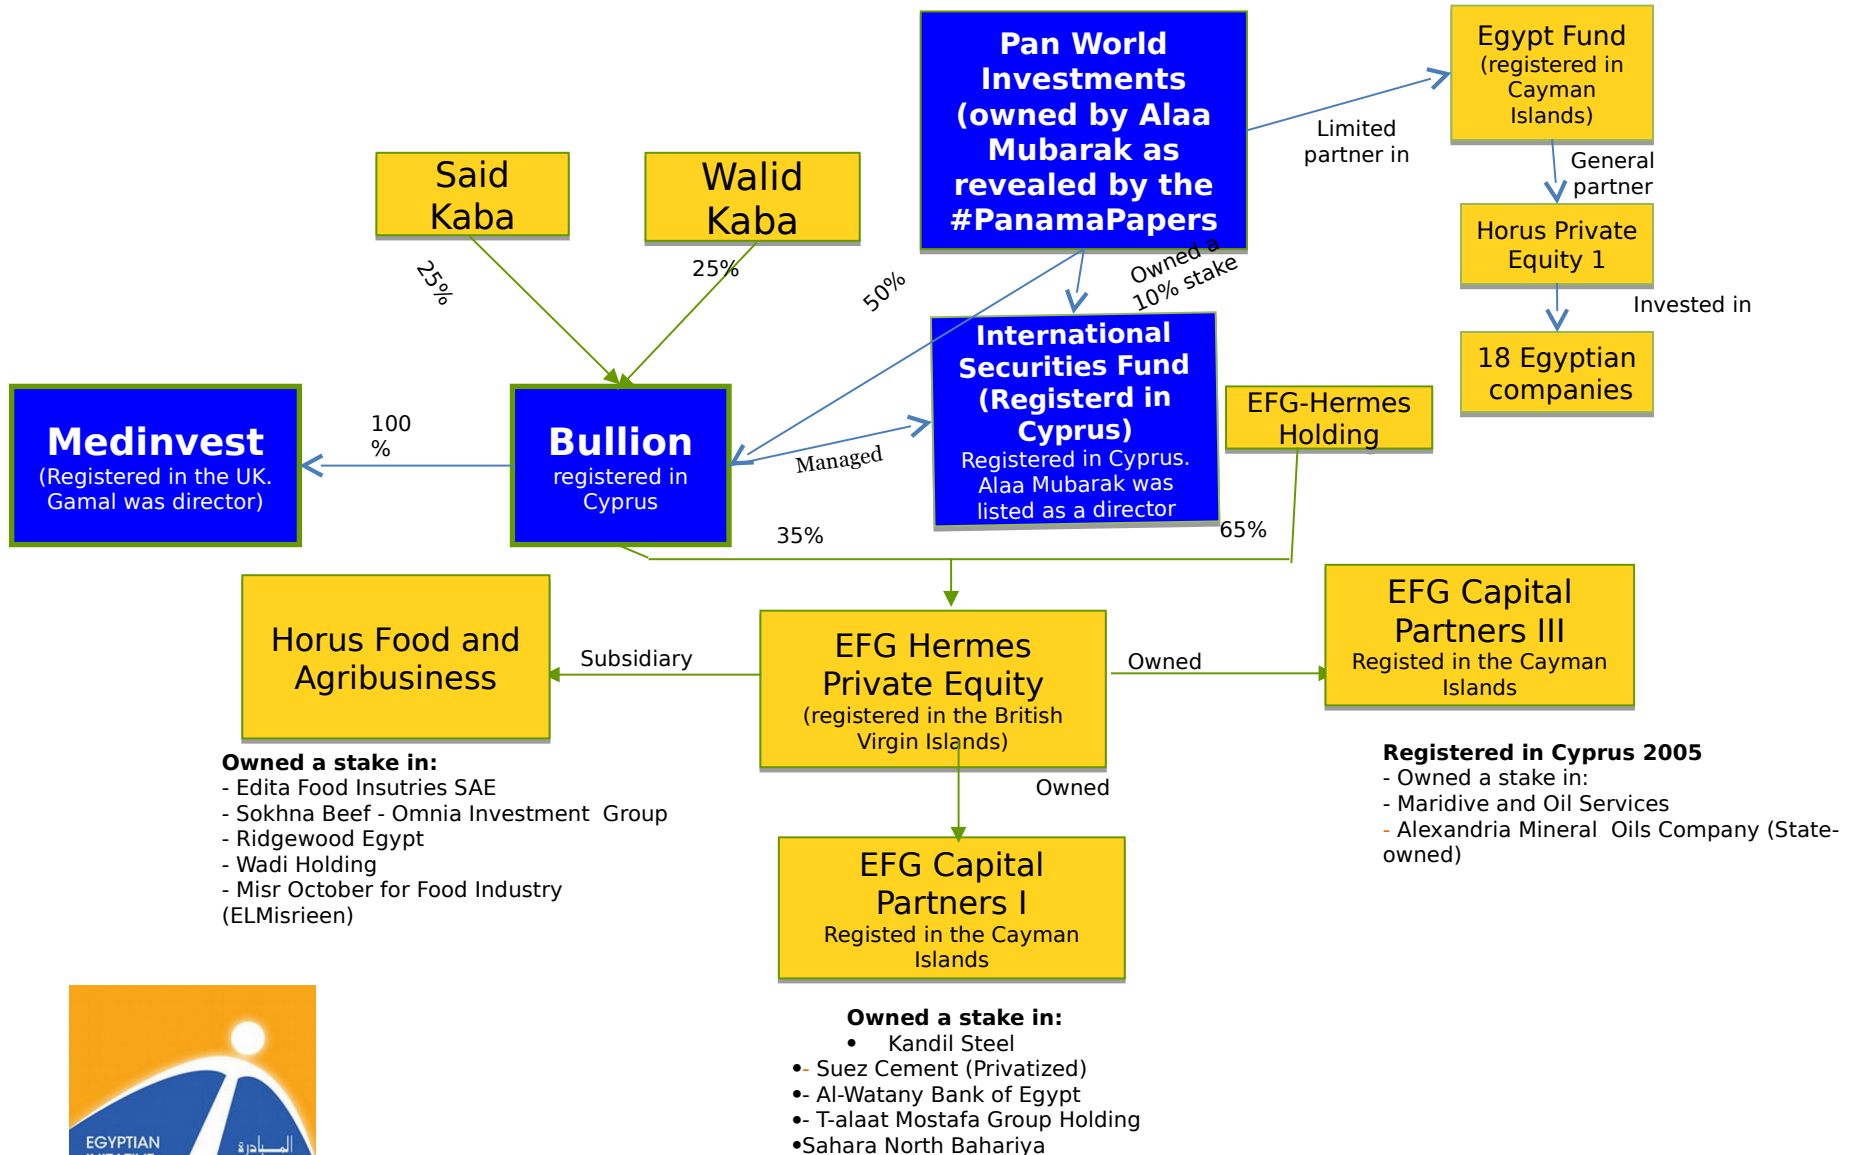 Pan World
Investments
(owned by Alaa
Mubarak as
revealed by the
#PanamaPapers
Egypt Fund
(registered in
Cayman
Islands)
Limited
partner in
General
partner
Said
Kaba
Walid
Kaba
Horus Private
Equity 1
25%
25%
50%
Owned a
10% stake
Invested in
18 Egyptian
companies
International
Securities Fund
(Registerd in
Cyprus)
Registered in Cyprus.
Alaa Mubarak was
listed as a director
EFG-Hermes
Holding
Medinvest
(Registered in the UK.
Gamal was director)
100
%
Bullion
registered in
Cyprus
Managed
35%
65%
Horus Food and
Agribusiness
Subsidiary
EFG Hermes
Private Equity
(registered in the British
Virgin Islands)
Owned
EFG Capital
Partners III
Registed in the Cayman
Islands
Owned a stake in:
- Edita Food Insutries SAE
- Sokhna Beef - Omnia Investment  Group
- Ridgewood Egypt
- Wadi Holding
- Misr October for Food Industry
(ELMisrieen)
Owned
Registered in Cyprus 2005
- Owned a stake in:
- Maridive and Oil Services
- Alexandria Mineral  Oils Company (State-
owned)
EFG Capital
Partners I
Registed in the Cayman
Islands
Owned a stake in:
• Kandil Steel
•- Suez Cement (Privatized)
•- Al-Watany Bank of Egypt
•- T-alaat Mostafa Group Holding
•Sahara North Bahariya
EGYPTIAN
المبادرة